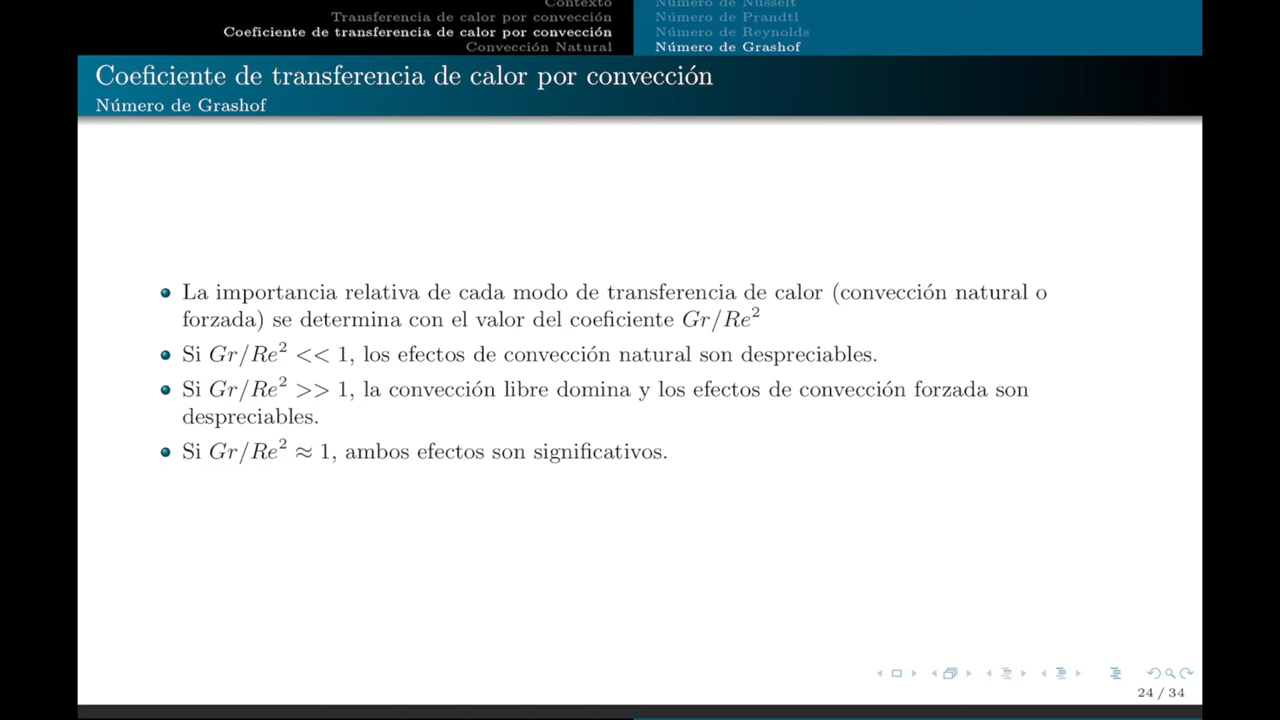 Contexto
Transferencia de calor por convección
Coeficiente de transferencia de calor por convección
Convección Natural
Número de Nusselt
Número de Prandtl
Número de Reynolds
Número de Grashof
Coeficiente de transferencia de calor por convección
Número de Grashof
La importancia relativa de cada modo de transferencia de calor (convección natural o
forzada) se determina con el valor del coeficiente Gr/Re²
Si Gr/Re² << 1, los efectos de convección natural son despreciables.
Si Gr/Re² >> 1, la convección libre domina y los efectos de convección forzada son
despreciables.
Si Gr/Re² ≈ 1, ambos efectos son significativos.
24 / 34